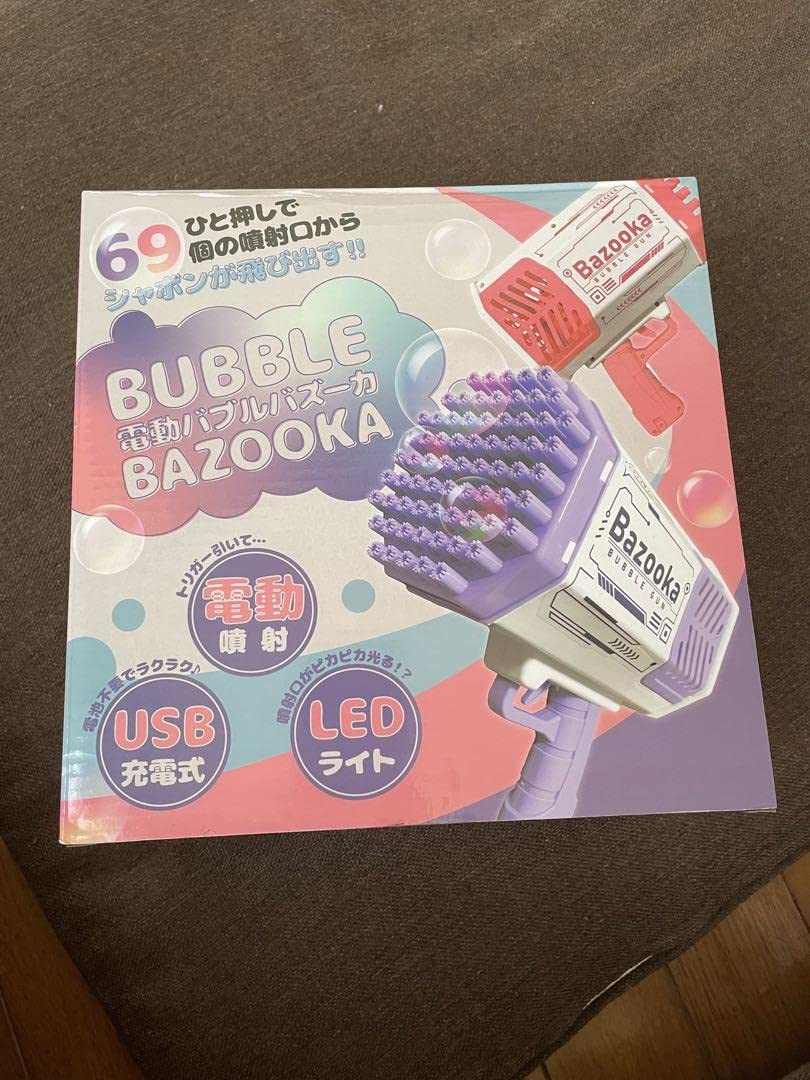 ひと押しで
69個の噴射口から
シャボンが飛び出す!!
BUBBLE
電動バブルバズーカ
BAZOOKA
Bazooka
BUBBLE GUN
Bazooka
BUBBLE GUN
トリガー引いて…
電動
噴射
電池不要でラクラク♪
USB
充電式
噴射口がピカピカ光る!?
LED
ライト